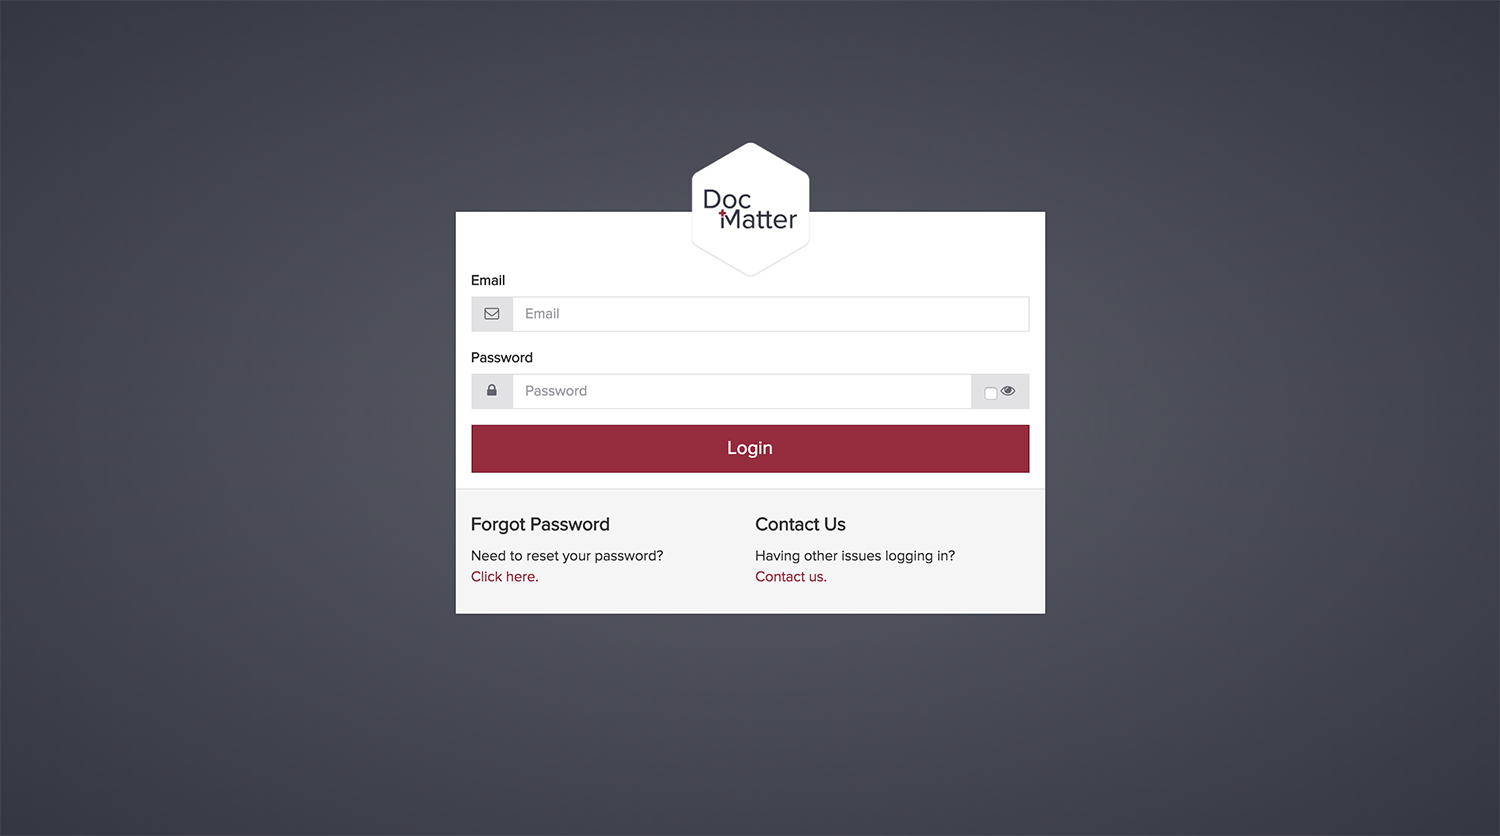 Doc
Matter
Email
Email
Password
Password
Login
Forgot Password
Need to reset your password?
Click here.
Contact Us
Having other issues logging in?
Contact us.